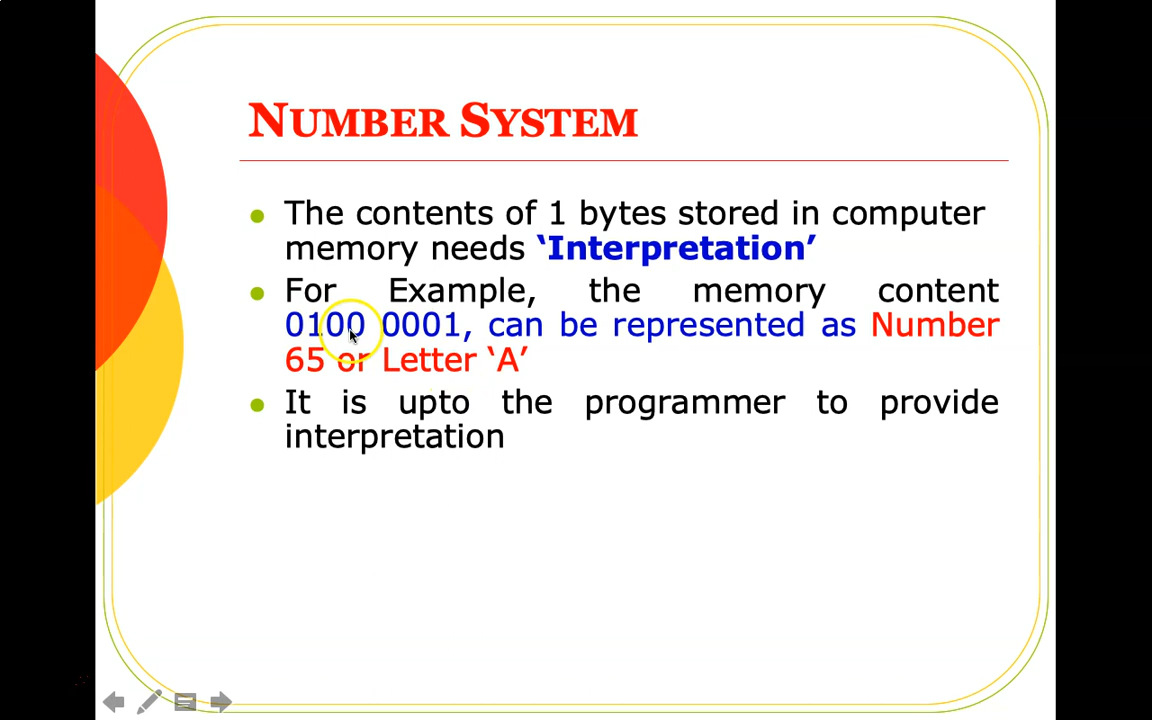 NUMBER SYSTEM
The contents of 1 bytes stored in computer
memory needs ‘Interpretation’
For Example, the memory content
0100 0001, can be represented as Number
65 or Letter ‘A’
It is upto the programmer to provide
interpretation